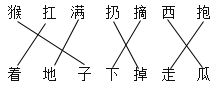 猴 扛 满 扔 摘 西 抱
着 地 子 下 掉 走 瓜